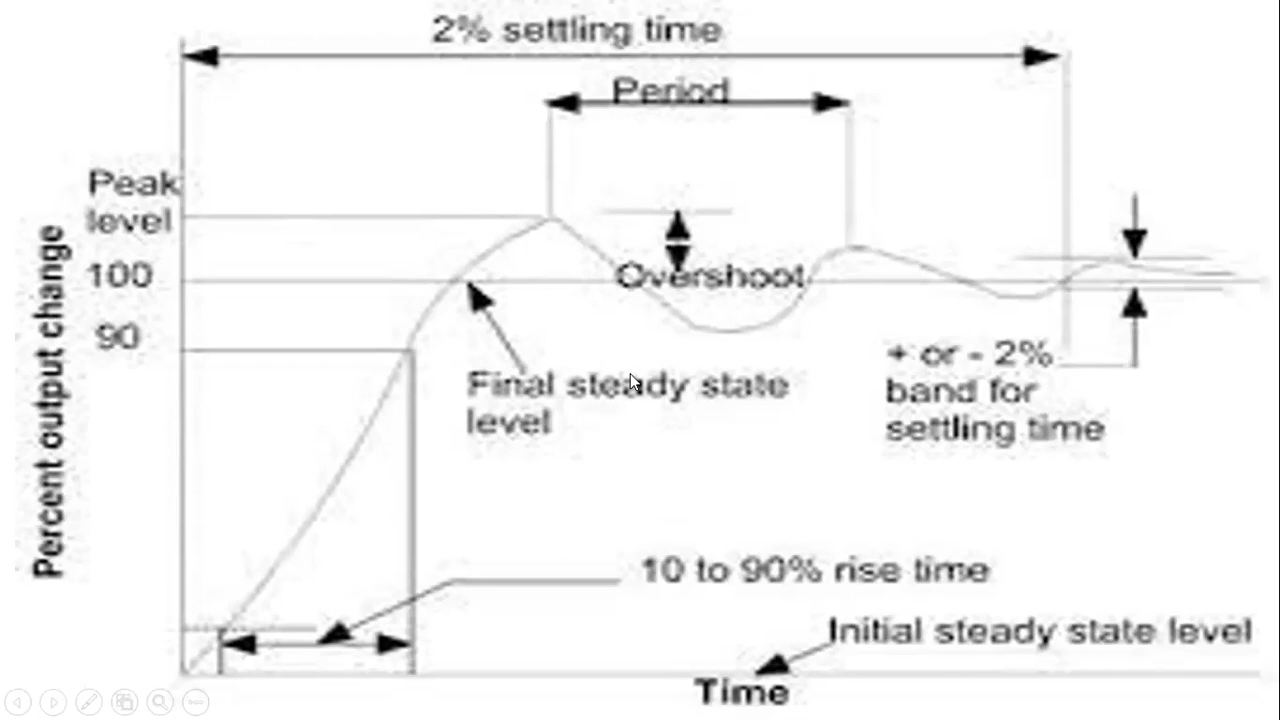 2% settling time
Period
Peak
level
100
Overshoot
90
+ or - 2%
Final steady state
band for
level
settling time
Percent output change
10 to 90% rise time
Initial steady state level
Time